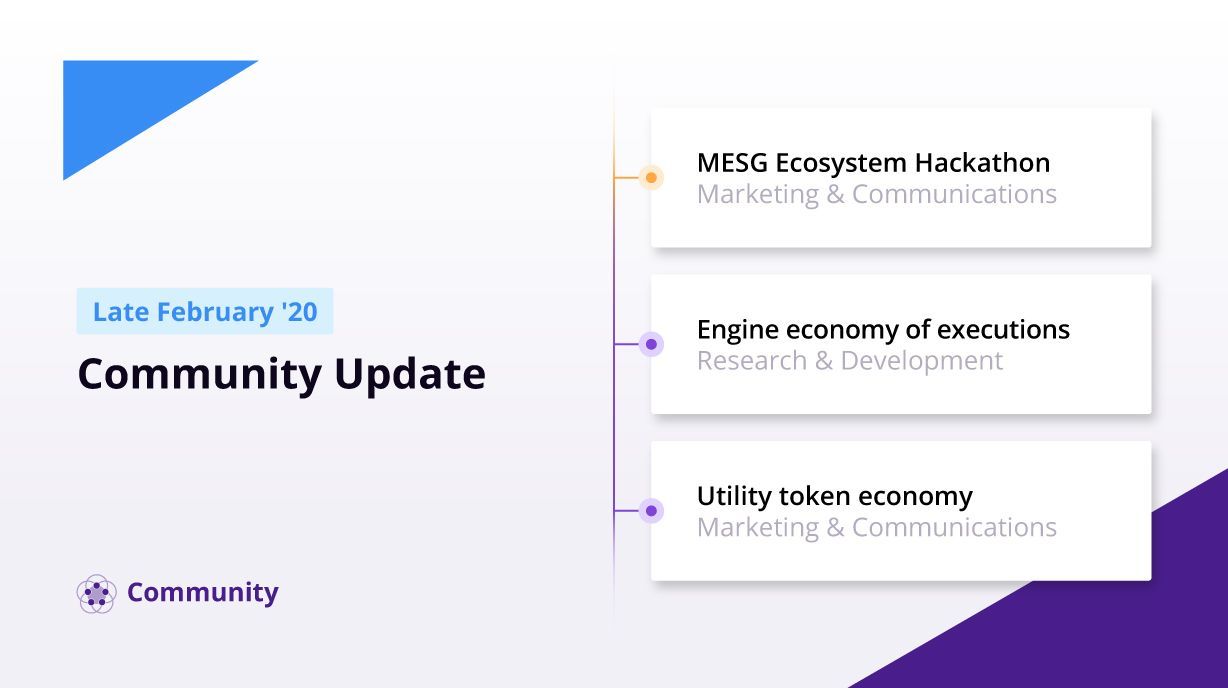 Late February '20
Community Update
Community
MESG Ecosystem Hackathon
Marketing & Communications
Engine economy of executions
Research & Development
Utility token economy
Marketing & Communications